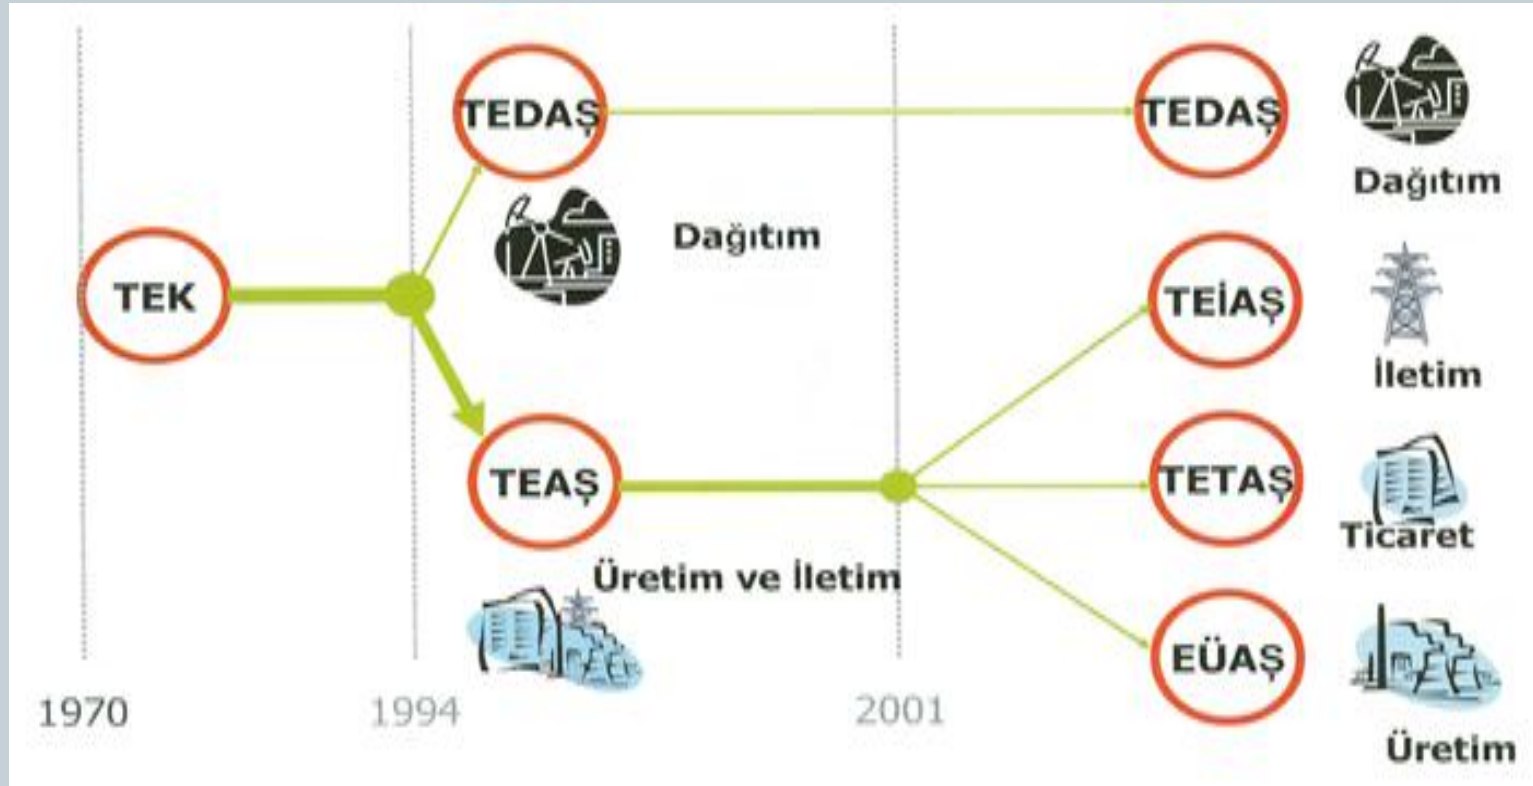 TEDAŞ
TEDAŞ
Dağıtım
Dağıtım
TEK
TEİAŞ
İletim
TEAŞ
TETAŞ
Ticaret
Üretim ve İletim
EÜAŞ
1970
1994
2001
Üretim